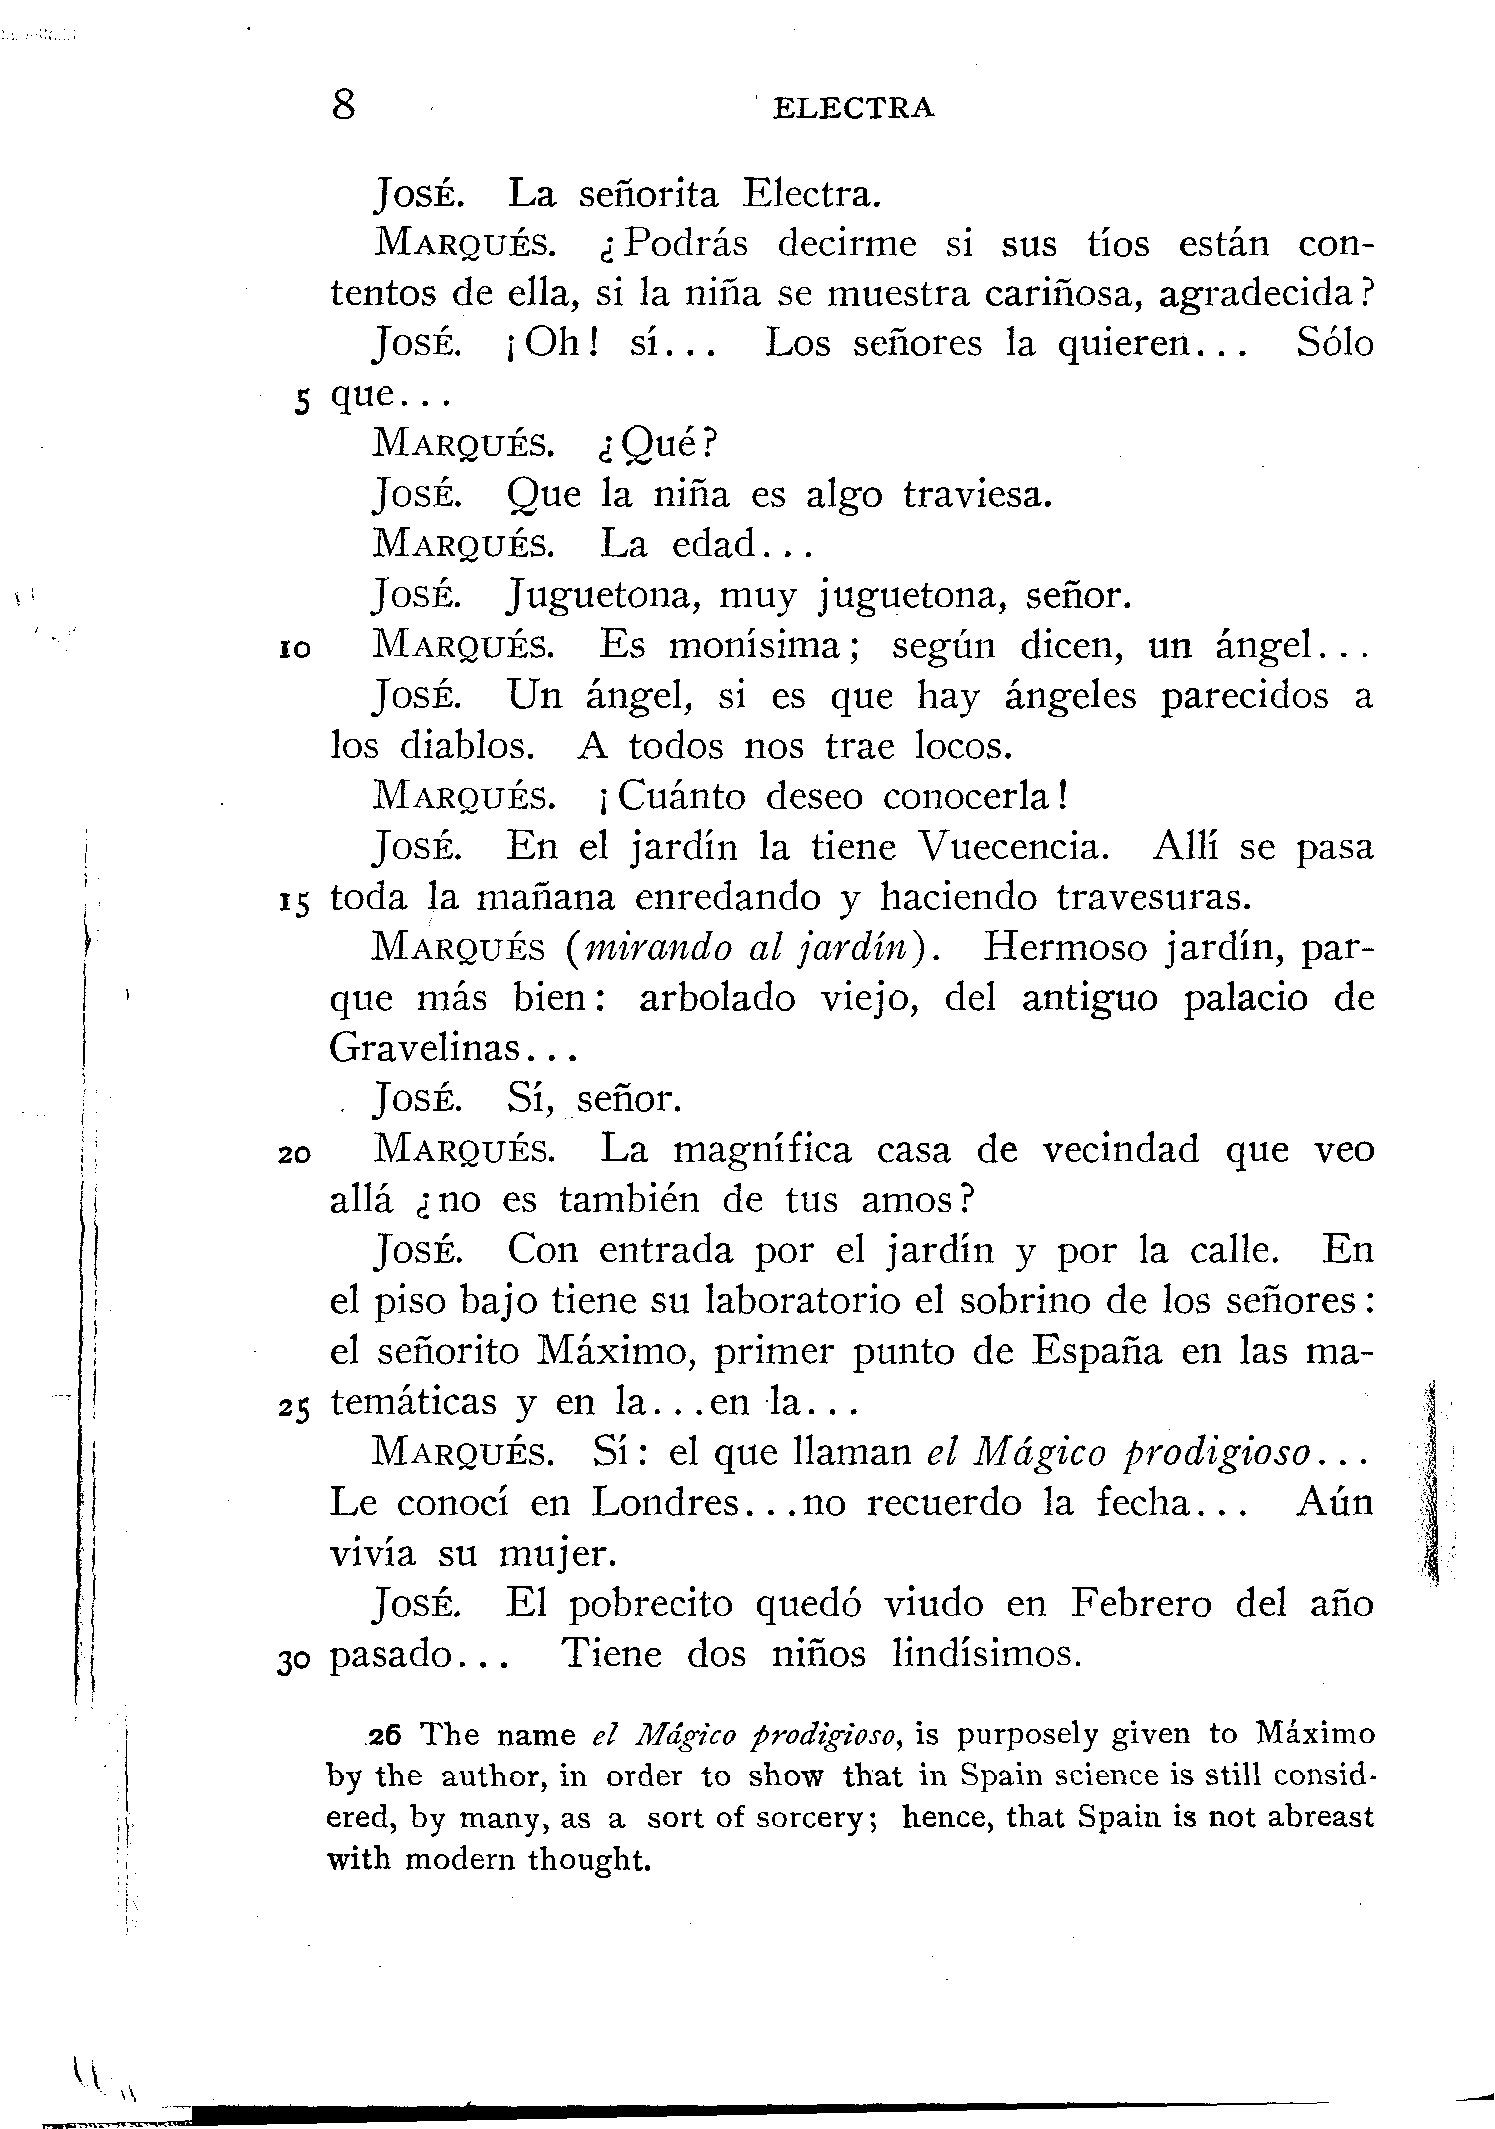 8 ELECTRA
JOSÉ. La señorita Electra.
MARQUÉS. ¿Podrás decirme si sus tíos están con-
tentos de ella, si la niña se muestra cariñosa, agradecida?
JOSÉ. ¡Oh! sí... Los señores la quieren... Sólo
5 que...
MARQUÉS. ¿Qué?
JOSÉ. Que la niña es algo traviesa.
MARQUÉS. La edad...
JOSÉ. Juguetona, muy juguetona, señor.
10 MARQUÉS. Es monísima; según dicen, un ángel...
JOSÉ. Un ángel, si es que hay ángeles parecidos a
los diablos. A todos nos trae locos.
MARQUÉS. ¡Cuánto deseo conocerla!
JOSÉ. En el jardín la tiene Vuecencia. Allí se pasa
15 toda la mañana enredando y haciendo travesuras.
MARQUÉS (mirando al jardín). Hermoso jardín, par-
que más bien: arbolado viejo, del antiguo palacio de
Gravelinas...
JOSÉ. Sí, señor.
20 MARQUÉS. La magnífica casa de vecindad que veo
allá ¿no es también de tus amos?
JOSÉ. Con entrada por el jardín y por la calle. En
el piso bajo tiene su laboratorio el sobrino de los señores:
el señorito Máximo, primer punto de España en las ma-
25 temáticas y en la...en la...
MARQUÉS. Sí: el que llaman el Mágico prodigioso...
Le conocí en Londres...no recuerdo la fecha... Aún
vivía su mujer.
JOSÉ. El pobrecito quedó viudo en Febrero del año
30 pasado... Tiene dos niños lindísimos.
26 The name el Mágico prodigioso, is purposely given to Máximo
by the author, in order to show that in Spain science is still consid-
ered, by many, as a sort of sorcery; hence, that Spain is not abreast
with modern thought.